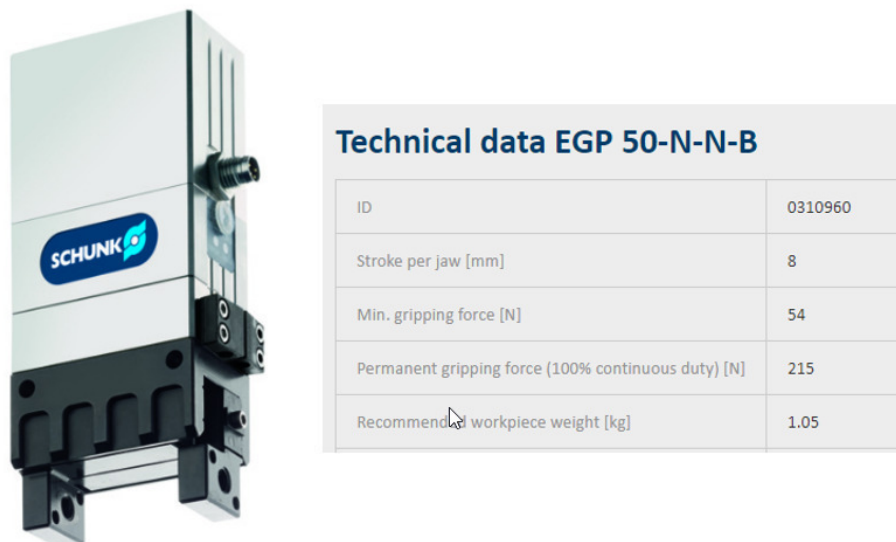 SCHUNK
Technical data EGP 50-N-N-B
ID 0310960
Stroke per jaw [mm] 8
Min. gripping force [N] 54
Permanent gripping force (100% continuous duty) [N] 215
Recommended workpiece weight [kg] 1.05